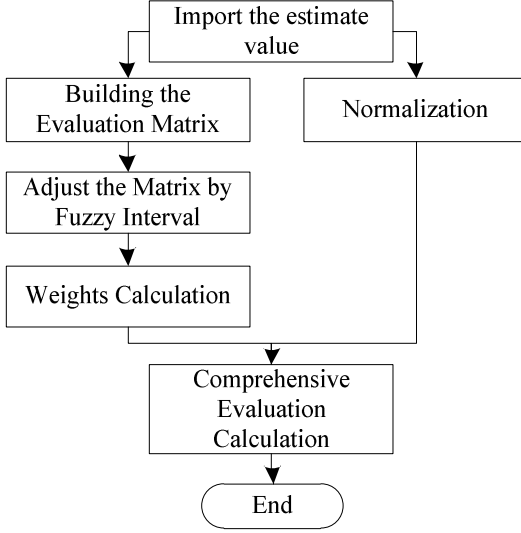 Import the estimate
value
Building the
Evaluation Matrix
Normalization
Adjust the Matrix by
Fuzzy Interval
Weights Calculation
Comprehensive
Evaluation
Calculation
End